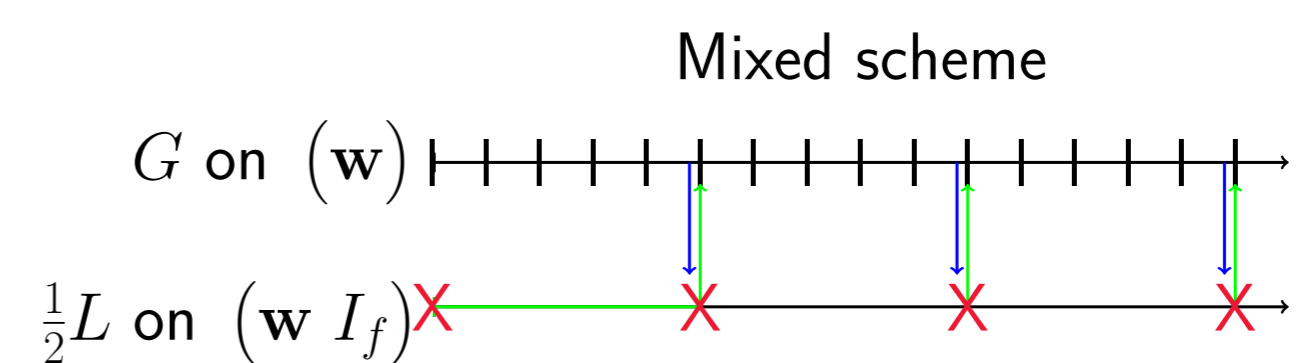 Mixed scheme
G on (w)
½L on (w I_f)
X X X X